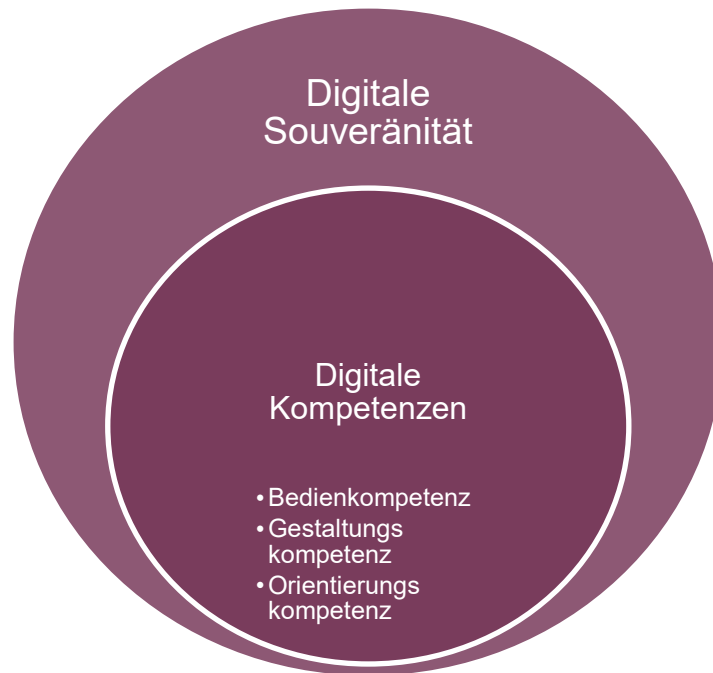 Digitale
Souveränität
Digitale
Kompetenzen
• Bedienkompetenz
• Gestaltungs
kompetenz
• Orientierungs
kompetenz